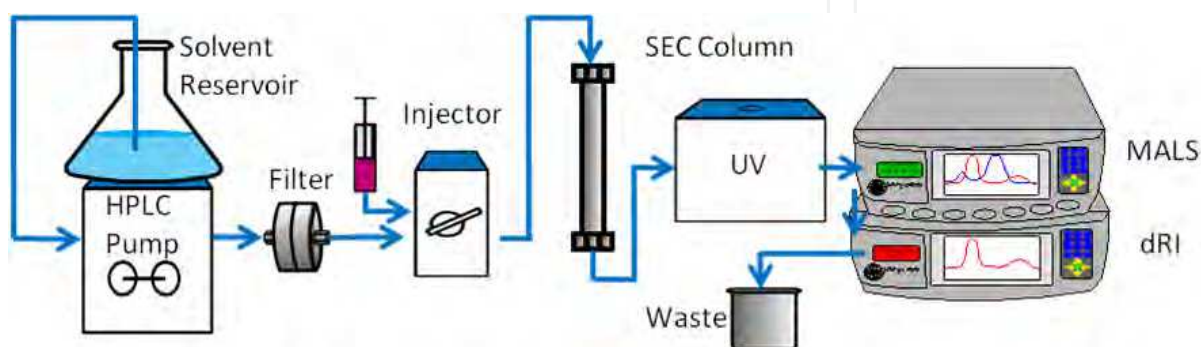 Solvent
Reservoir
HPLC
Pump
Filter
Injector
SEC Column
UV
MALS
dRI
Waste